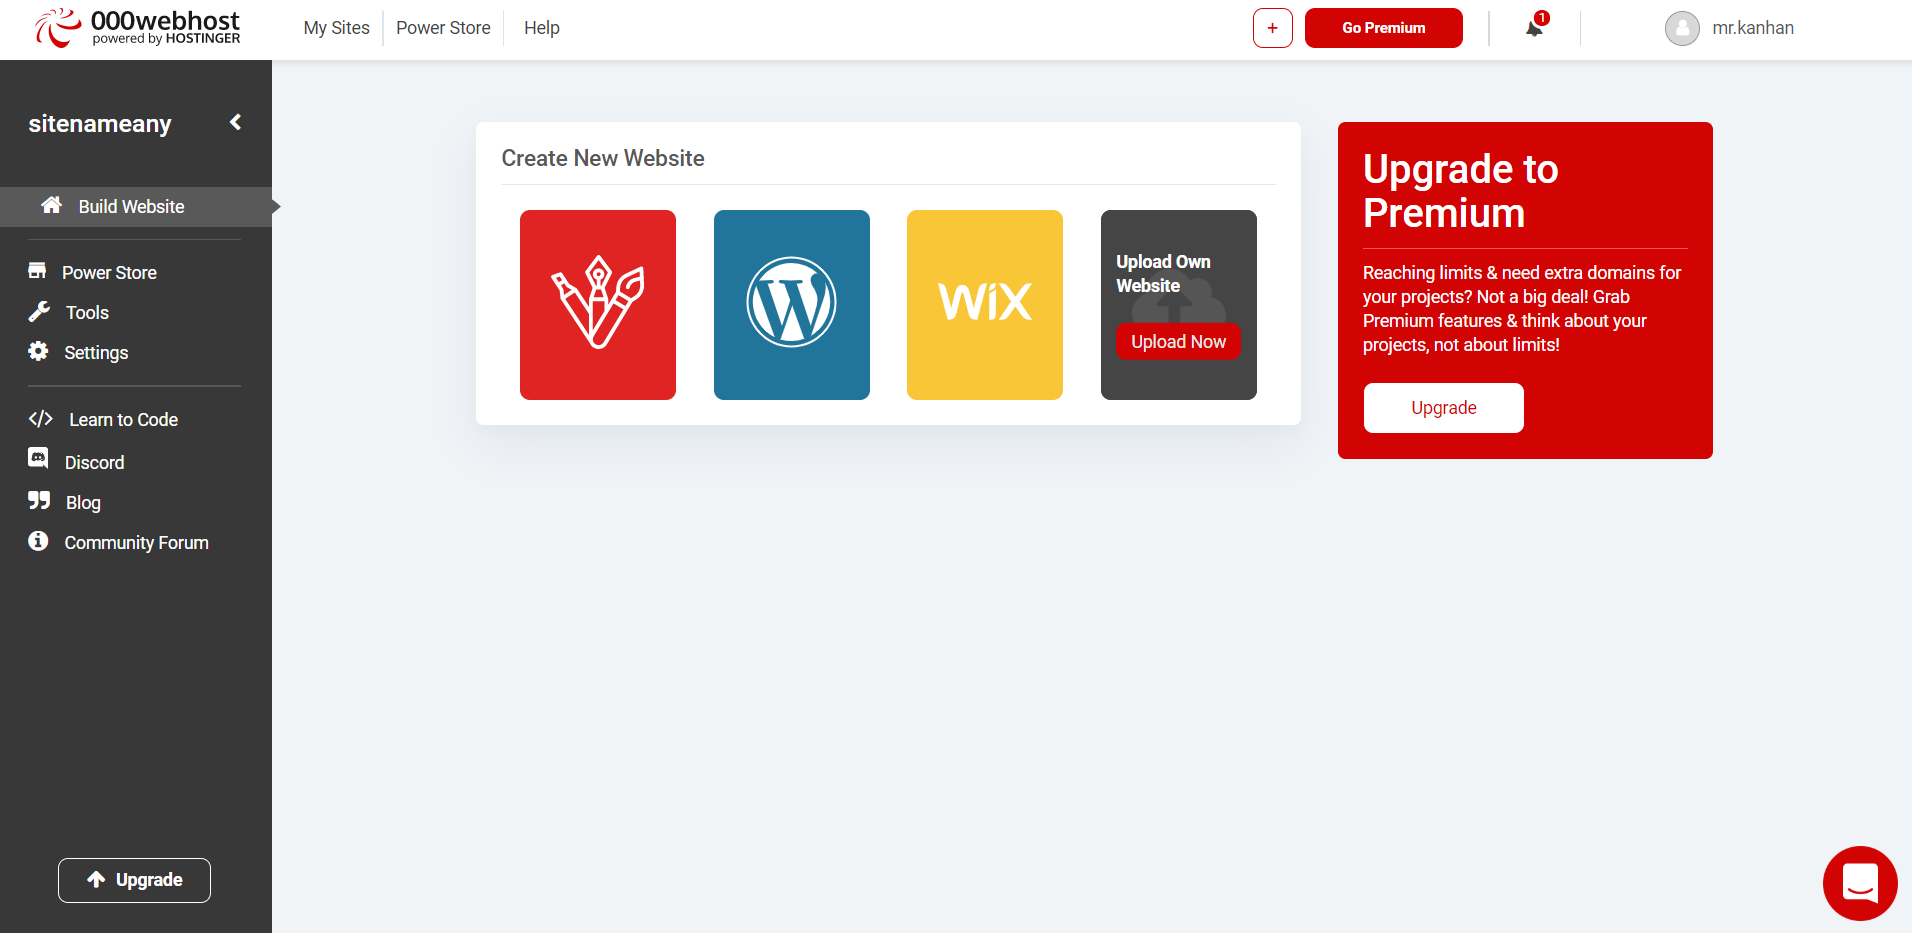 000webhost
powered by HOSTINGER
My Sites
Power Store
Help
+
Go Premium
1
mr.kanhan
sitenameany
Build Website
Power Store
Tools
Settings
Learn to Code
Discord
Blog
Community Forum
Upgrade
Create New Website
W
WiX
Upload Own
Website
Upload Now
Upgrade to
Premium
Reaching limits & need extra domains for
your projects? Not a big deal! Grab
Premium features & think about your
projects, not about limits!
Upgrade